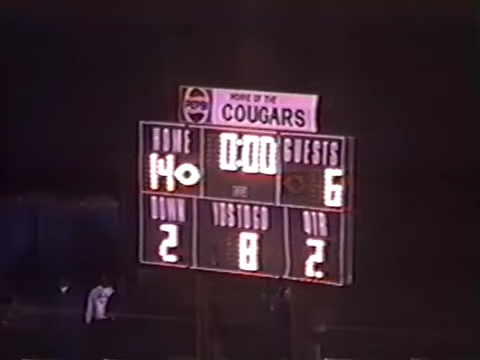 PEPSI
HOME OF THE
COUGARS
HOME 0:00 GUESTS
14 6
DOWN YDS TO GO QTR
2 8 2